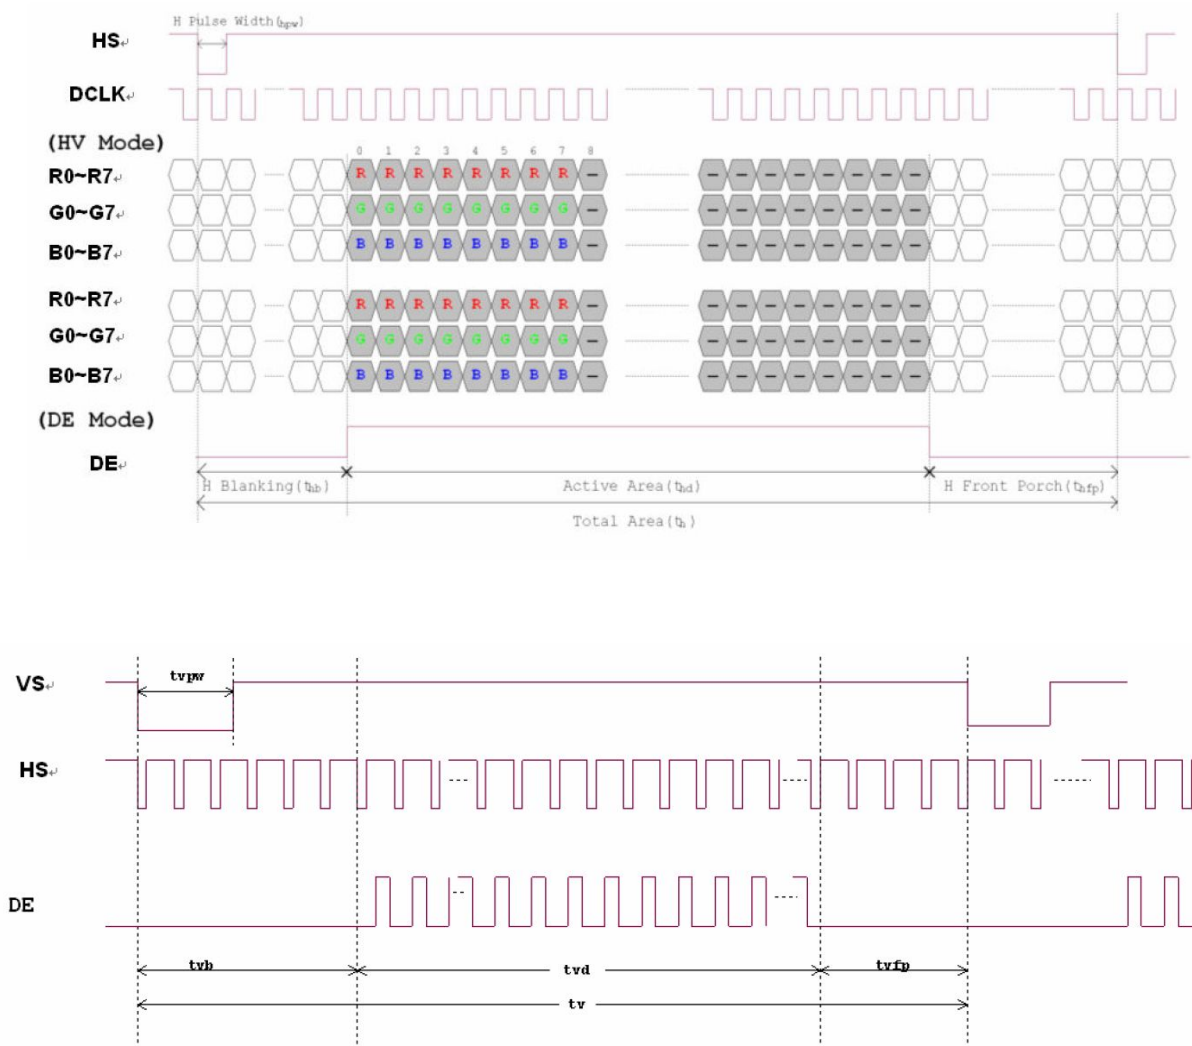 H Pulse Width(thpw)
HS
DCLK
(HV Mode)
0 1 2 3 4 5 6 7 8
R0~R7 R R R R R R R R
G0~G7 G G G G G G G G
B0~B7 B B B B B B B B
R0~R7 R R R R R R R R
G0~G7 G G G G G G G G
B0~B7 B B B B B B B B
(DE Mode)
DE
H Blanking(thb) Active Area(thd) H Front Porch(thfp)
Total Area(th)
VS tvpw
HS
DE
tvb tvd tvfp
tv